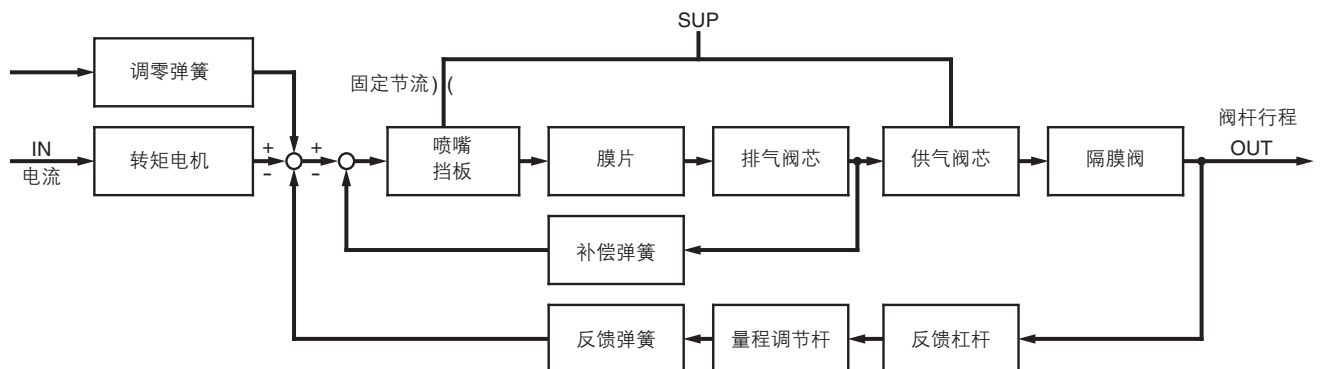 SUP
调零弹簧
固定节流) (
阀杆行程
IN
电流
转矩电机
+
-
+
-
喷嘴
挡板
膜片
排气阀芯
供气阀芯
隔膜阀
OUT
补偿弹簧
反馈弹簧
量程调节杆
反馈杠杆